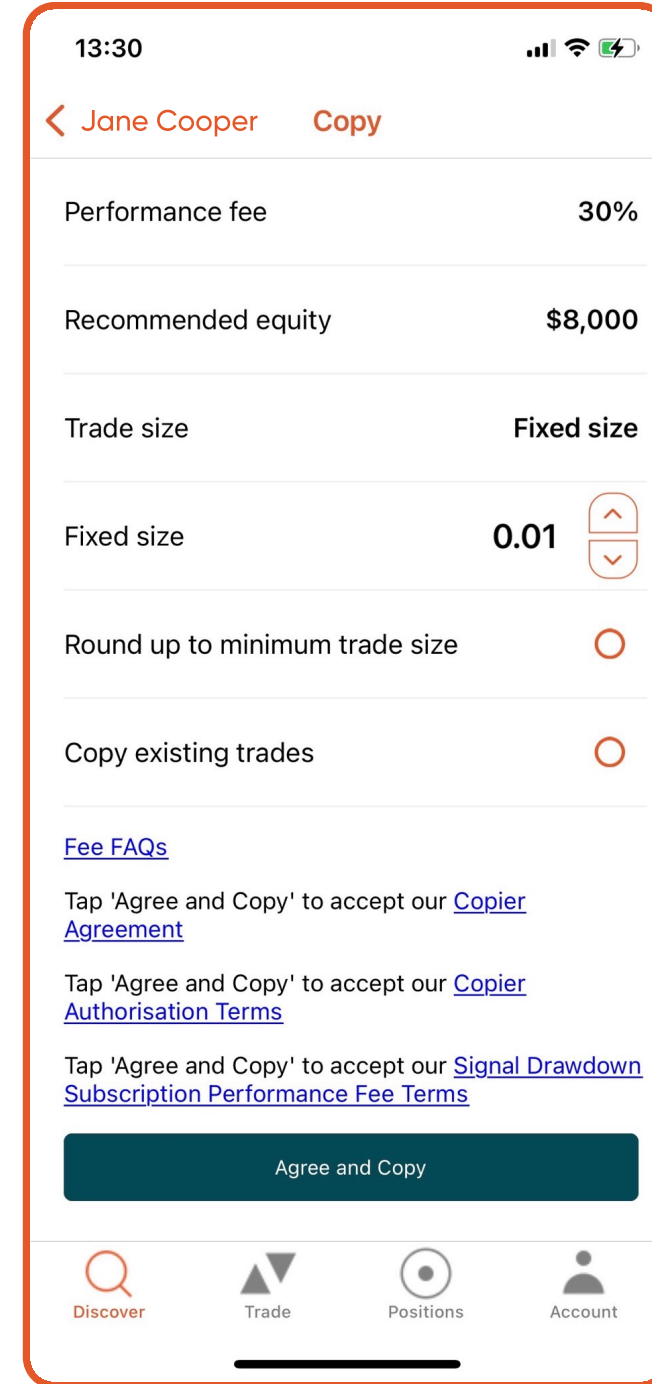 13:30
Jane Cooper Copy
Performance fee 30%
Recommended equity $8,000
Trade size Fixed size
Fixed size 0.01
Round up to minimum trade size
Copy existing trades
Fee FAQs
Tap 'Agree and Copy' to accept our Copier
Agreement
Tap 'Agree and Copy' to accept our Copier
Authorisation Terms
Tap 'Agree and Copy' to accept our Signal Drawdown
Subscription Performance Fee Terms
Agree and Copy
Discover Trade Positions Account